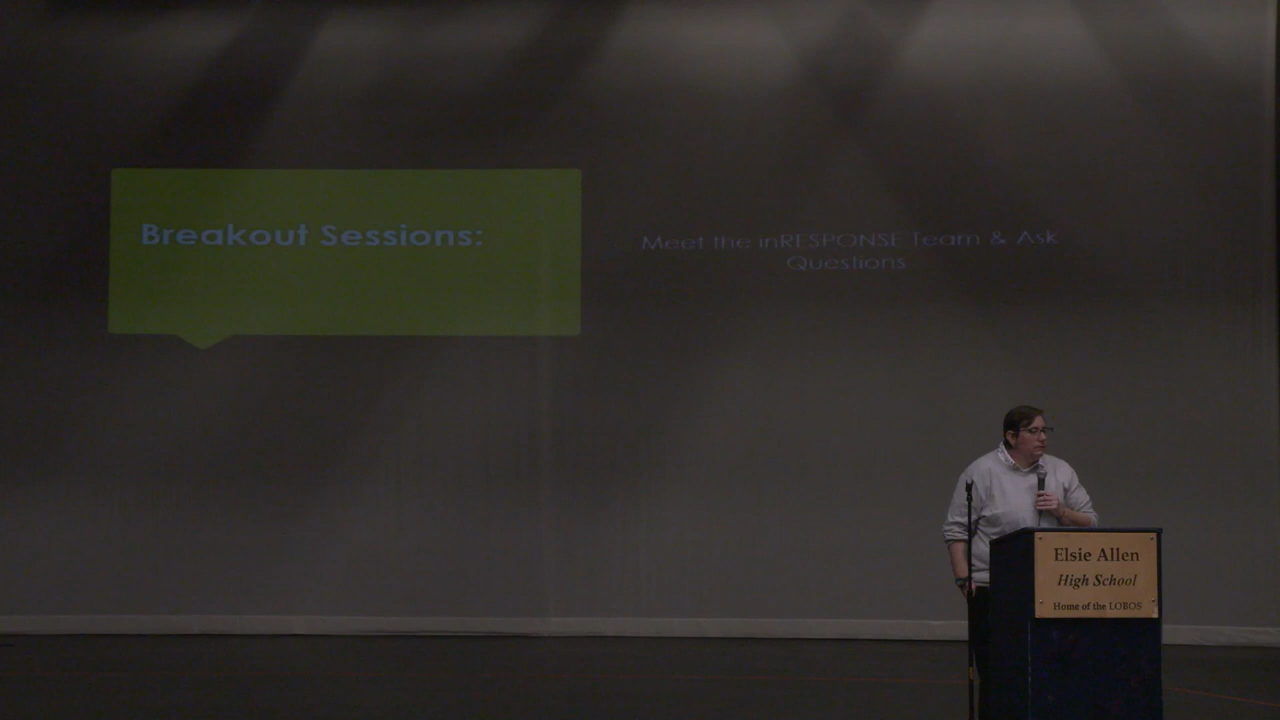 Breakout Sessions:
Meet the inRESPONSE Team & Ask
Questions
Elsie Allen
High School
Home of the LOBOS